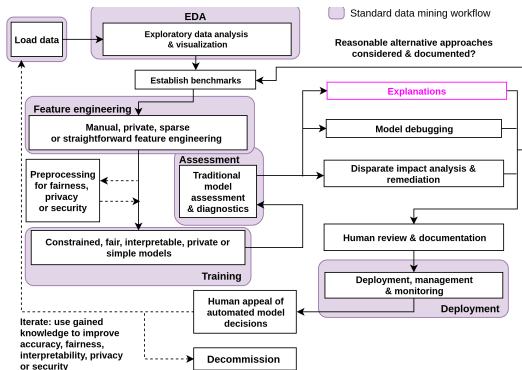 EDA
Standard data mining workflow
Load data
Exploratory data analysis
& visualization
Reasonable alternative approaches
considered & documented?
Establish benchmarks
Explanations
Feature engineering
Manual, private, sparse
or straightforward feature engineering
Model debugging
Assessment
Preprocessing
for fairness,
privacy
or security
Traditional
model
assessment
& diagnostics
Disparate impact analysis &
remediation
Constrained, fair, interpretable, private or
simple models
Training
Human review & documentation
Deployment, management
& monitoring
Deployment
Human appeal of
automated model
decisions
Iterate: use gained
knowledge to improve
accuracy, fairness,
interpretability, privacy
or security
Decommission